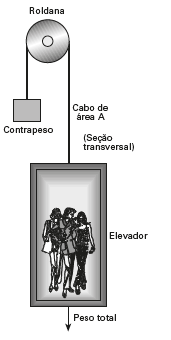 Roldana
Contrapeso
Cabo de
área A
(Seção
transversal)
Elevador
Peso total